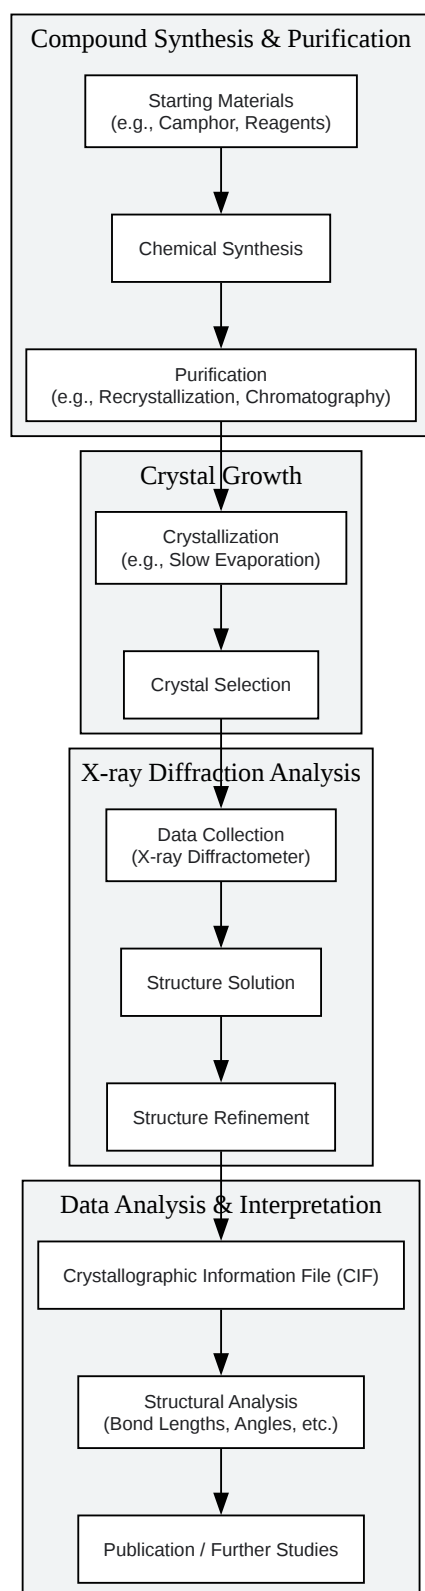 Compound Synthesis & Purification
Starting Materials
(e.g., Camphor, Reagents)
Chemical Synthesis
Purification
(e.g., Recrystallization, Chromatography)
Crystal Growth
Crystallization
(e.g., Slow Evaporation)
Crystal Selection
X-ray Diffraction Analysis
Data Collection
(X-ray Diffractometer)
Structure Solution
Structure Refinement
Data Analysis & Interpretation
Crystallographic Information File (CIF)
Structural Analysis
(Bond Lengths, Angles, etc.)
Publication / Further Studies